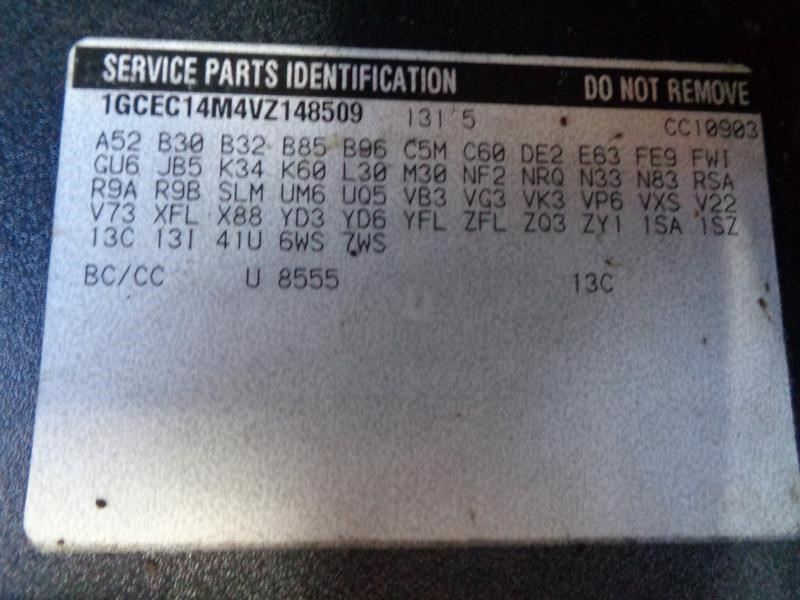 SERVICE PARTS IDENTIFICATION DO NOT REMOVE
1GCEC14M4VZ148509 131 5 CC10903
A52 B30 B32 B85 B96 C5M C60 DE2 E63 FE9 FW1
GU6 JB5 K34 K60 L30 M30 NF2 NRQ N33 N83 RSA
R9A R9B SLM UM6 UQ5 VB3 VG3 VK3 VP6 VXS V22
V73 XFL X88 YD3 YD6 YFL ZFL ZQ3 ZY1 1SA 1SZ
13C 13I 41U 6WS 7WS
BC/CC U 8555 13C